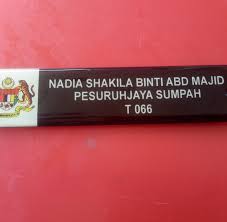 NADIA SHAKILA BINTI ABD MAJID
PESURUHJAYA SUMPAH
T 066